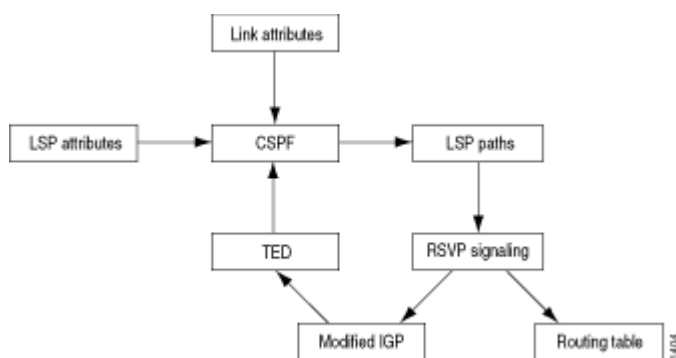 Link attributes
LSP attributes
CSPF
LSP paths
TED
RSVP signaling
Modified IGP
Routing table